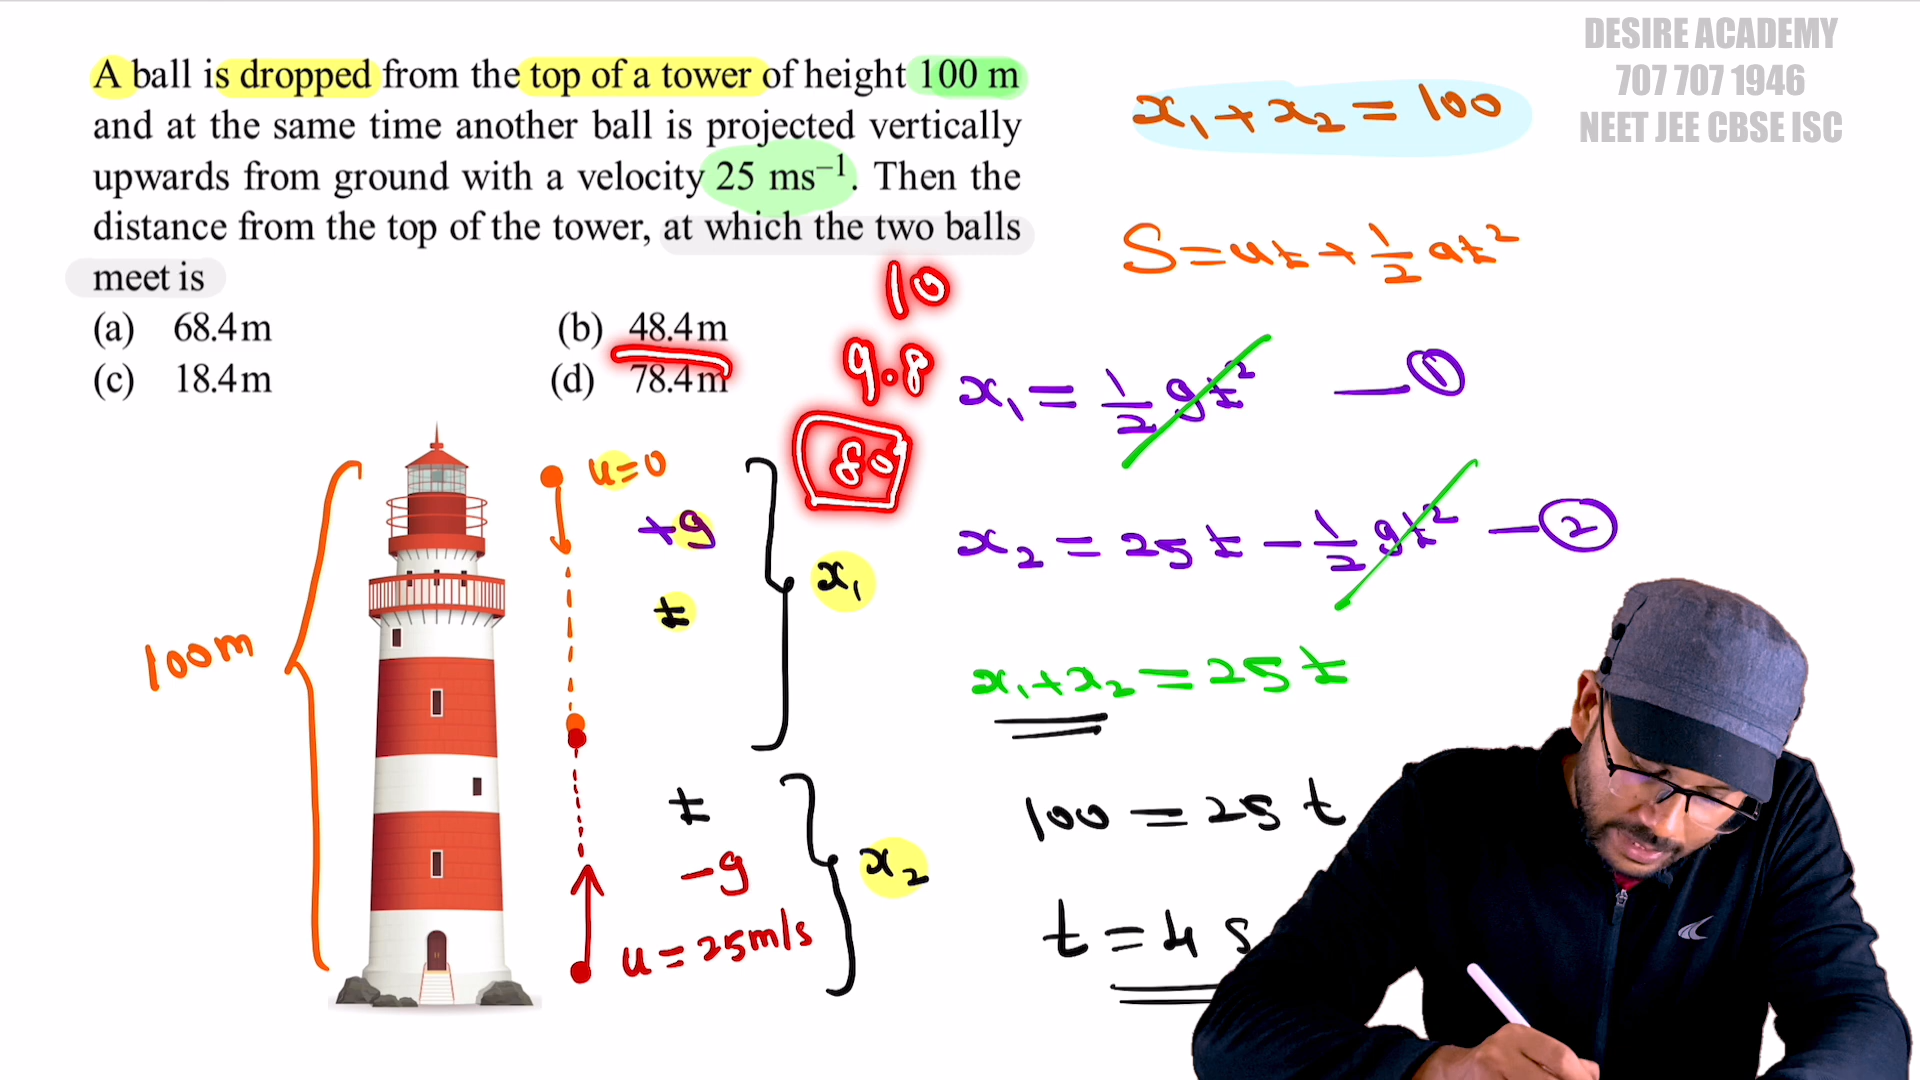 DESIRE ACADEMY
707 707 1946
NEET JEE CBSE ISC
A ball is dropped from the top of a tower of height 100 m
and at the same time another ball is projected vertically
upwards from ground with a velocity 25 ms⁻¹. Then the
distance from the top of the tower, at which the two balls
meet is
(a) 68.4m (b) 48.4m
(c) 18.4m (d) 78.4m
10
9.8
80
100m
u=0
+g
t
x₁
t
-g
u=25m/s
x₂
x₁+x₂=100
S=ut+½at²
x₁=½gt² —①
x₂=25t-½gt² —②
x₁+x₂=25t
100=25t
t=4s